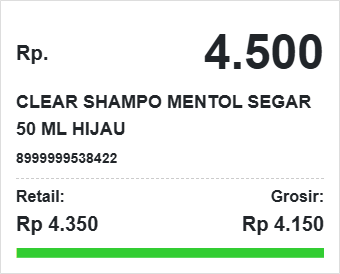 Rp. 4.500
CLEAR SHAMPO MENTOL SEGAR
50 ML HIJAU
8999999538422
Retail: Grosir:
Rp 4.350 Rp 4.150